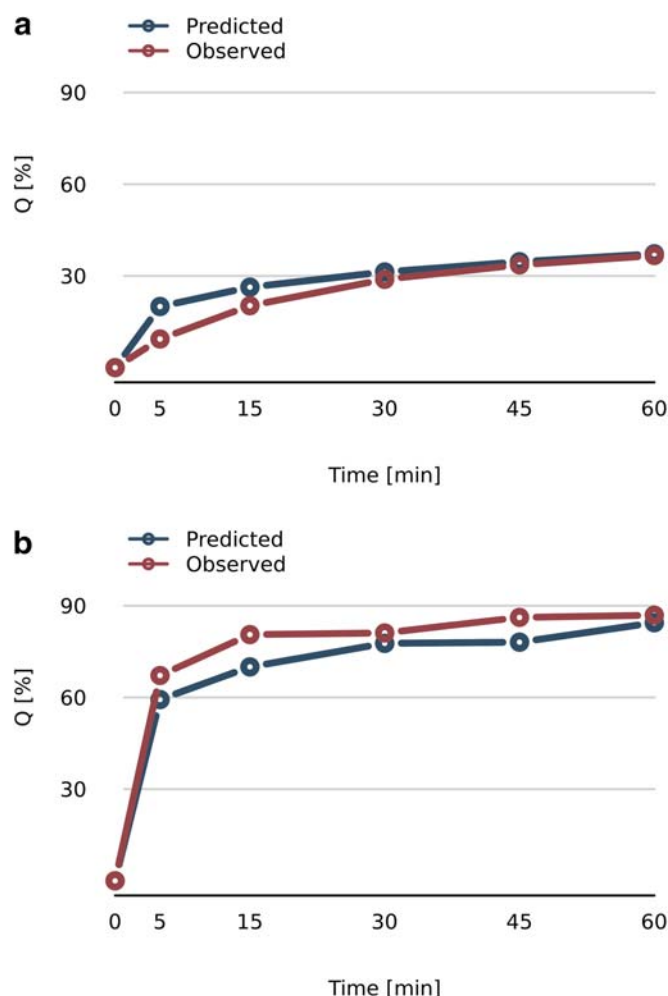 a
Predicted
Observed
90
Q [%]
60
30
0 5 15 30 45 60
Time [min]
b
Predicted
Observed
90
Q [%]
60
30
0 5 15 30 45 60
Time [min]